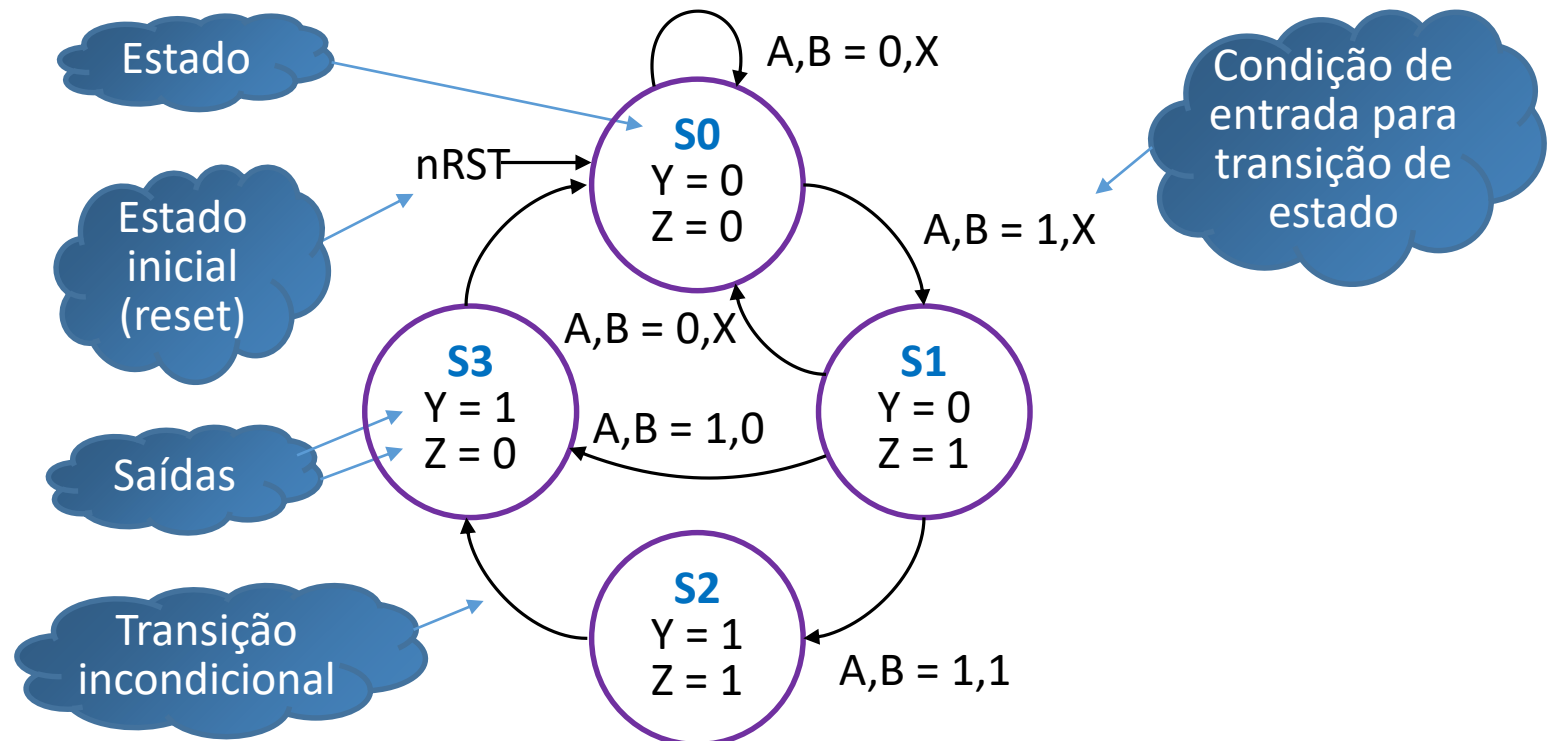 Estado
A,B = 0,X
Condição de
entrada para
transição de
estado
nRST
S0
Y = 0
Z = 0
Estado
inicial
(reset)
A,B = 1,X
A,B = 0,X
S3
Y = 1
Z = 0
S1
Y = 0
Z = 1
A,B = 1,0
Saídas
S2
Y = 1
Z = 1
Transição
incondicional
A,B = 1,1